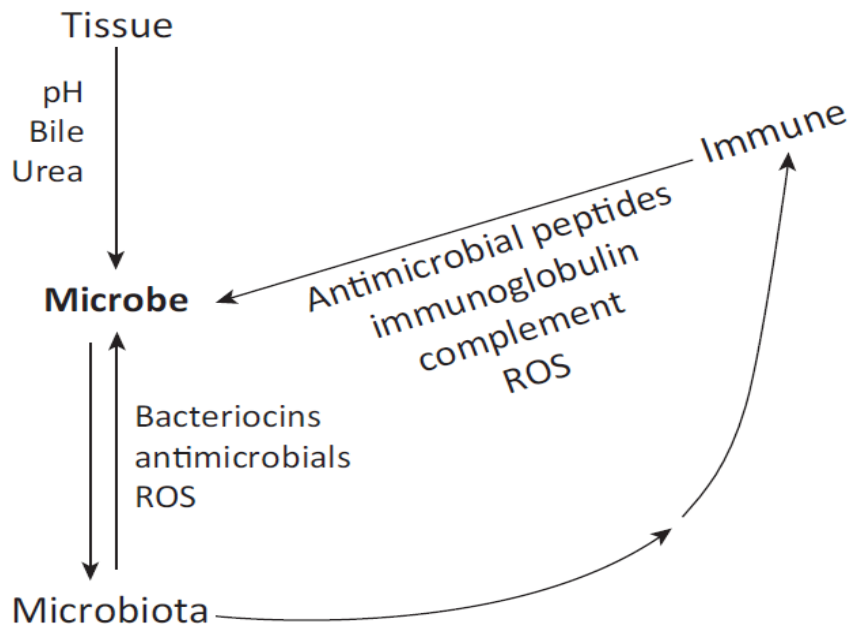 Tissue
pH
Bile
Urea
Immune
Antimicrobial peptides
immunoglobulin
complement
ROS
Microbe
Bacteriocins
antimicrobials
ROS
Microbiota